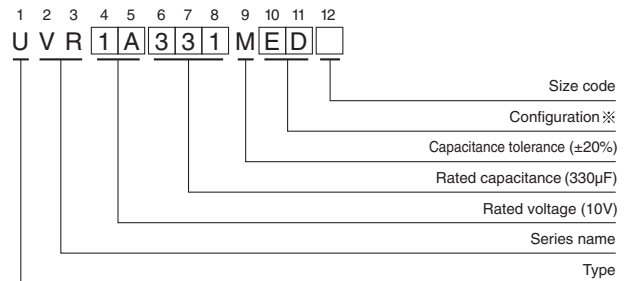 1 2 3 4 5 6 7 8 9 10 11 12
U V R 1 A 3 3 1 M E D
Size code
Configuration※
Capacitance tolerance (±20%)
Rated capacitance (330µF)
Rated voltage (10V)
Series name
Type